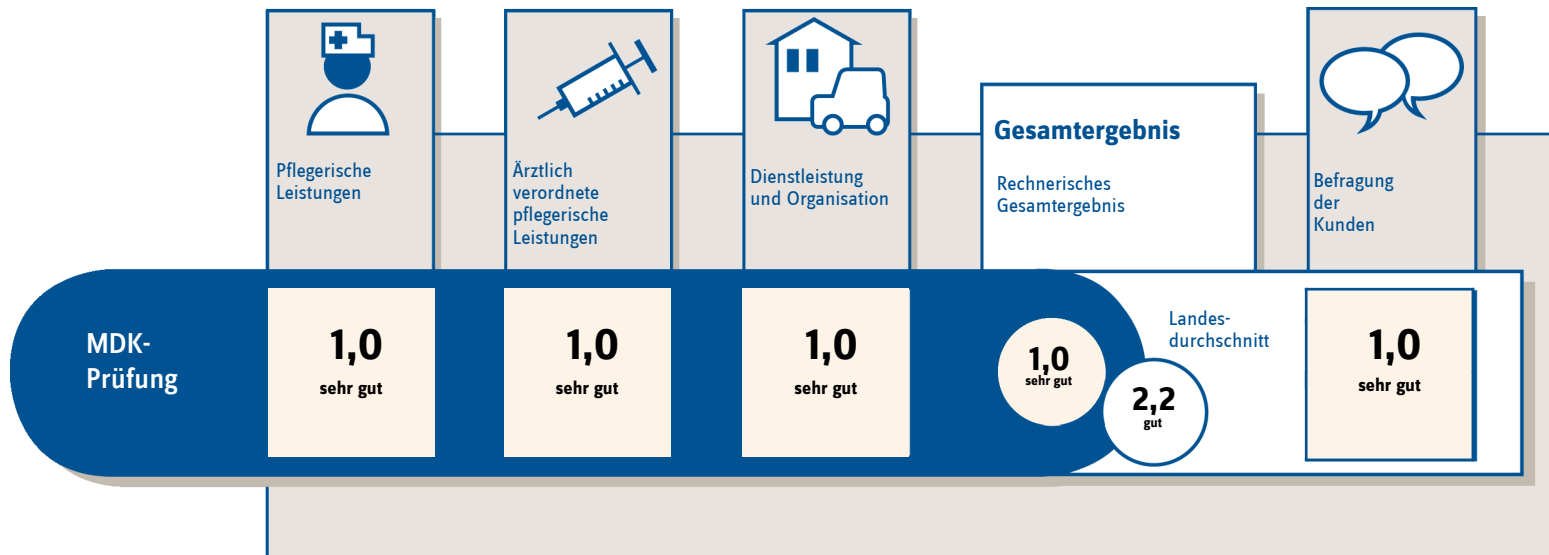 Pflegerische
Leistungen
Ärztlich
verordnete
pflegerische
Leistungen
Dienstleistung
und Organisation
Gesamtergebnis
Rechnerisches
Gesamtergebnis
Befragung
der
Kunden
MDK-
Prüfung
1,0
sehr gut
1,0
sehr gut
1,0
sehr gut
1,0
sehr gut
Landes-
durchschnitt
2,2
gut
1,0
sehr gut